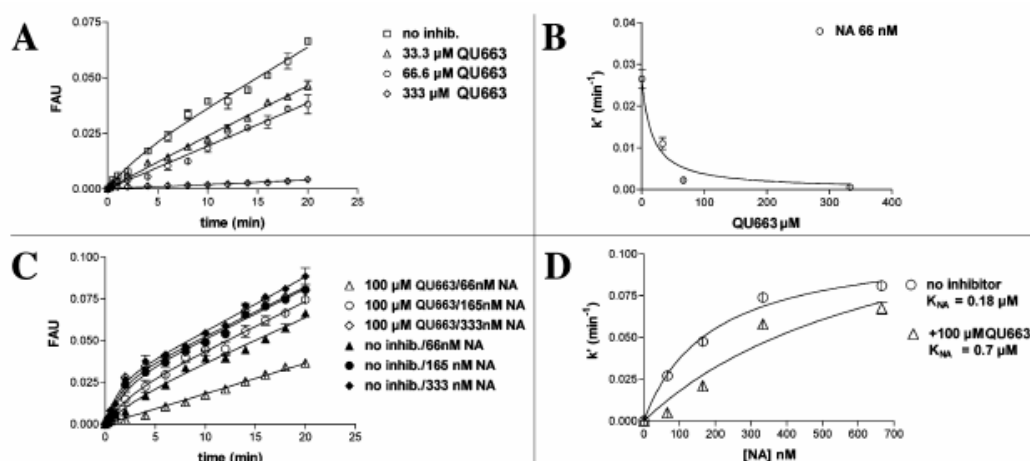 A
FAU
0.075
0.050
0.025
0.000
0 5 10 15 20 25
time (min)
no inhib.
33.3 µM QU663
66.6 µM QU663
333 µM QU663
B
k' (min⁻¹)
0.04
0.03
0.02
0.01
0.00
0 100 200 300 400
QU663 µM
NA 66 nM
C
FAU
0.100
0.075
0.050
0.025
0.000
0 5 10 15 20 25
time (min)
100 µM QU663/66nM NA
100 µM QU663/165nM NA
100 µM QU663/333nM NA
no inhib./66nM NA
no inhib./165 nM NA
no inhib./333 nM NA
D
k' (min⁻¹)
0.100
0.075
0.050
0.025
0.000
0 100 200 300 400 500 600 700
[NA] nM
no inhibitor
K_NA = 0.18 µM
+100 µMQU663
K_NA = 0.7 µM